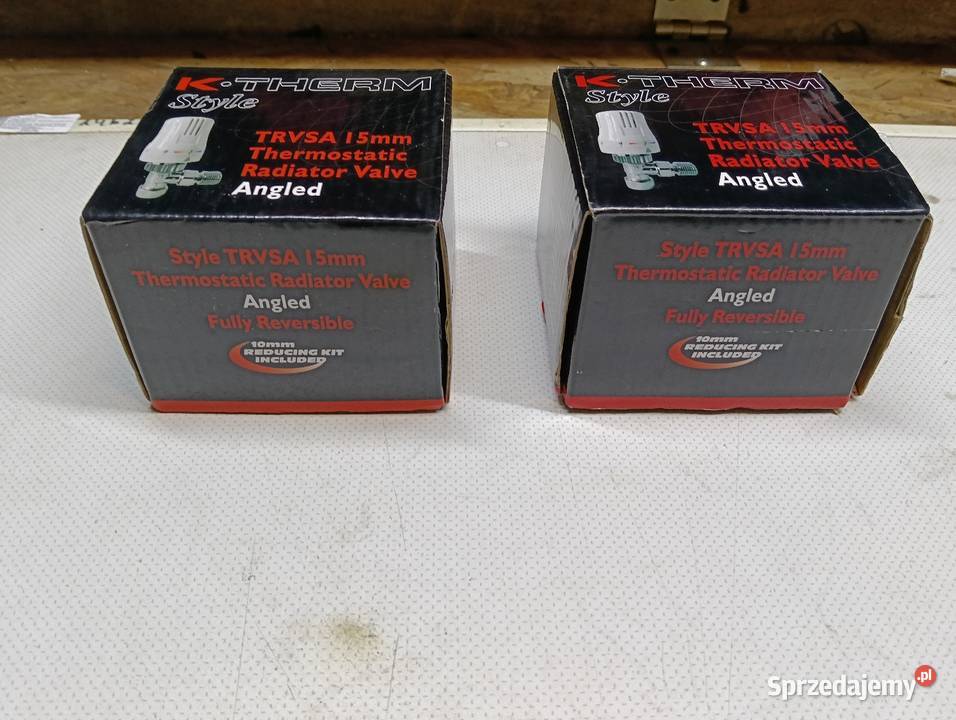 K·THERM
Style
TRVSA 15mm
Thermostatic
Radiator Valve
Angled
Style TRVSA 15mm
Thermostatic Radiator Valve
Angled
Fully Reversible
10mm
REDUCING KIT
INCLUDED
K·THERM
Style
TRVSA 15mm
Thermostatic
Radiator Valve
Angled
Style TRVSA 15mm
Thermostatic Radiator Valve
Angled
Fully Reversible
10mm
REDUCING KIT
INCLUDED
Sprzedajemy.pl